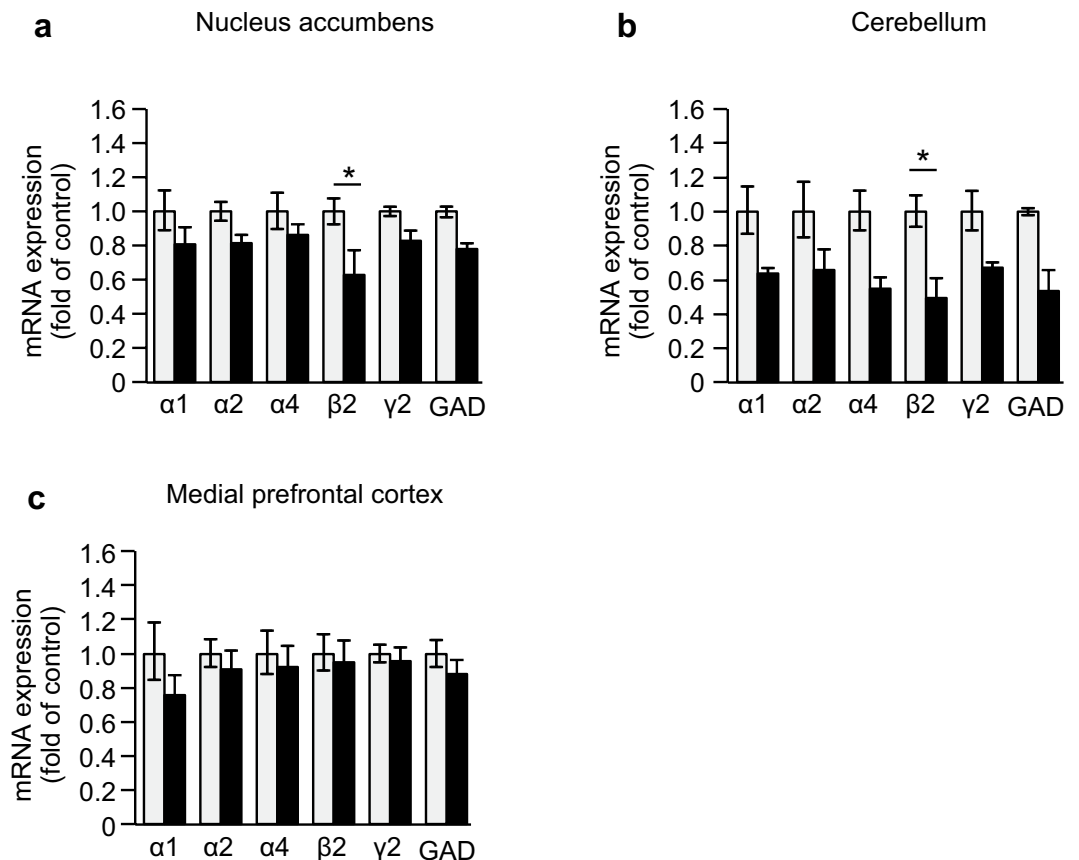 a Nucleus accumbens
mRNA expression
(fold of control)
1.6
1.4
1.2
1.0
0.8
0.6
0.4
0.2
0
*
α1 α2 α4 β2 γ2 GAD
b Cerebellum
mRNA expression
(fold of control)
1.6
1.4
1.2
1.0
0.8
0.6
0.4
0.2
0
*
α1 α2 α4 β2 γ2 GAD
c Medial prefrontal cortex
mRNA expression
(fold of control)
1.6
1.4
1.2
1.0
0.8
0.6
0.4
0.2
0
α1 α2 α4 β2 γ2 GAD